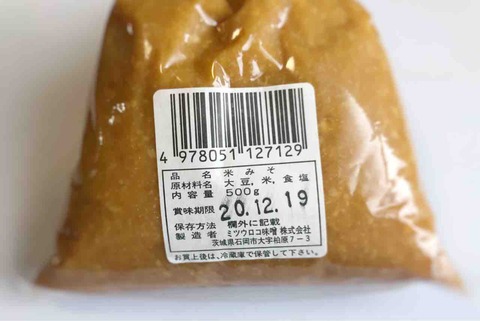 4 978051 127129
品名 米みそ
原材料名 大豆,米,食塩
内容量 500g
賞味期限 20.12.19
保存方法 欄外に記載
製造者 ミツウロコ味噌 株式会社
茨城県石岡市大字柏原7-3
お買上後は、冷蔵庫で保管して下さい。